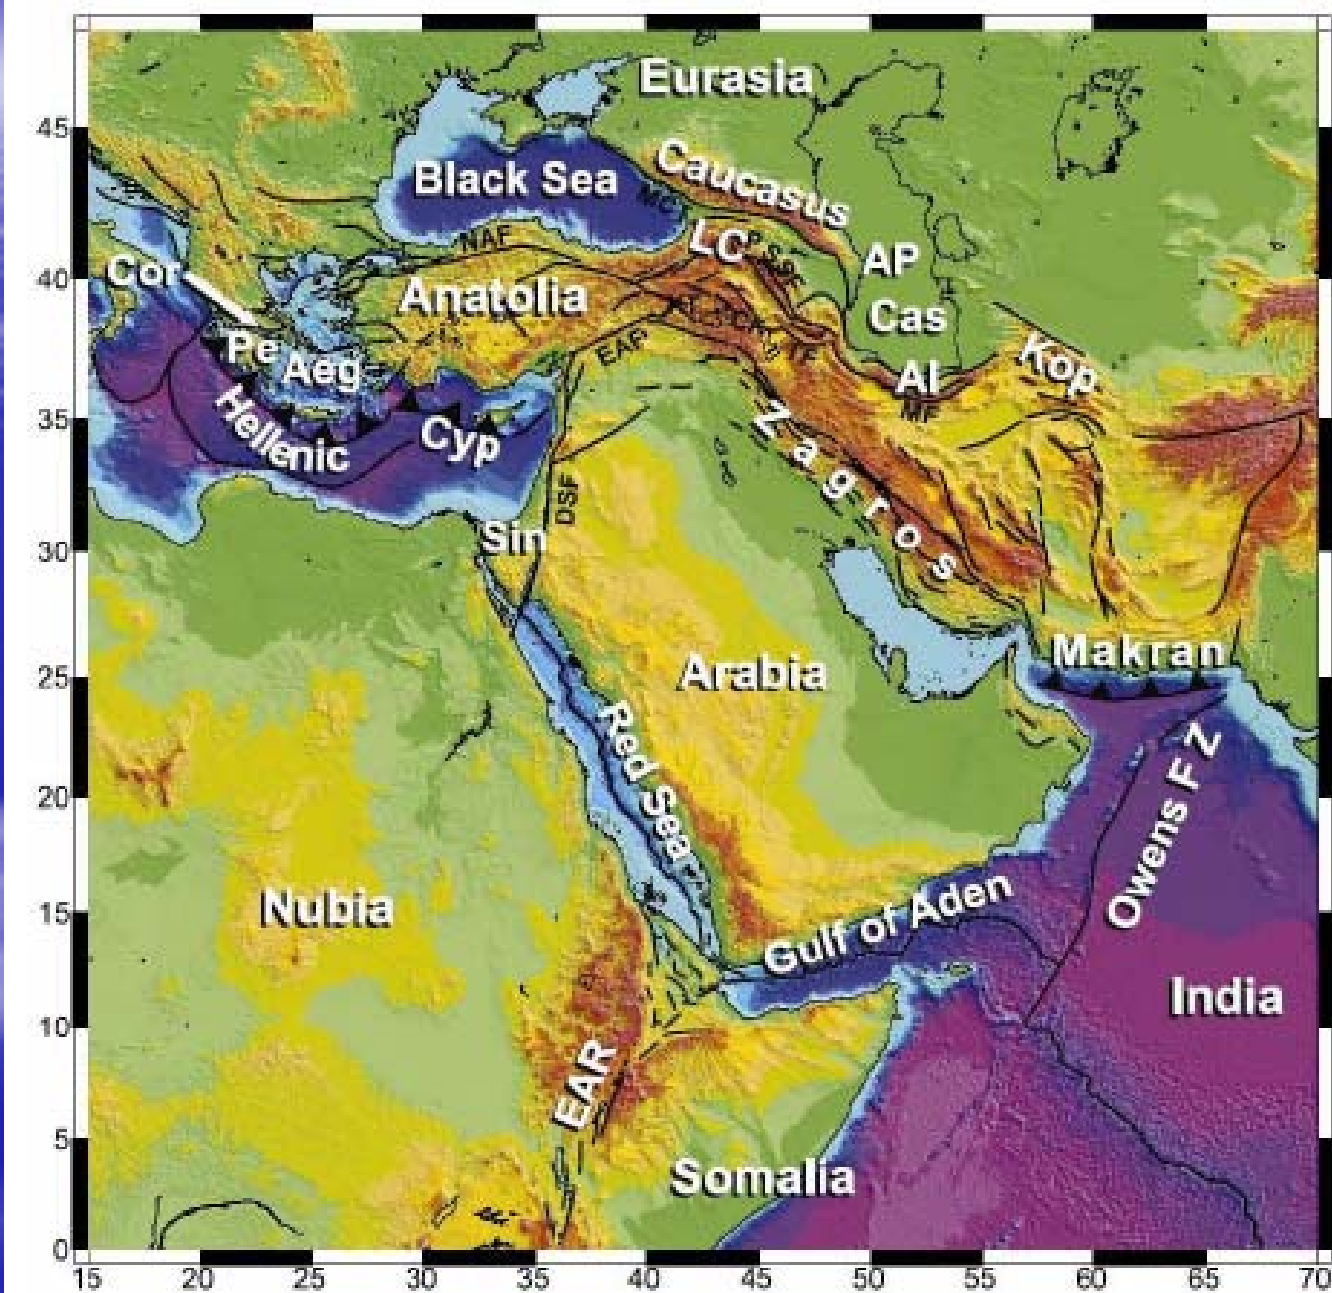 Eurasia
45
Black Sea
Caucasus
MC
NAF
LC
AP
Cor
40
Anatolia
Cas
Pe
Aeg
EAF
Al
Kop
MF
35
Hellenic
Cyp
Zagros
DSF
Sin
30
Makran
25
Arabia
Red Sea
Owens F Z
20
Nubia
15
Gulf of Aden
India
10
EAR
5
Somalia
0
15 20 25 30 35 40 45 50 55 60 65 70